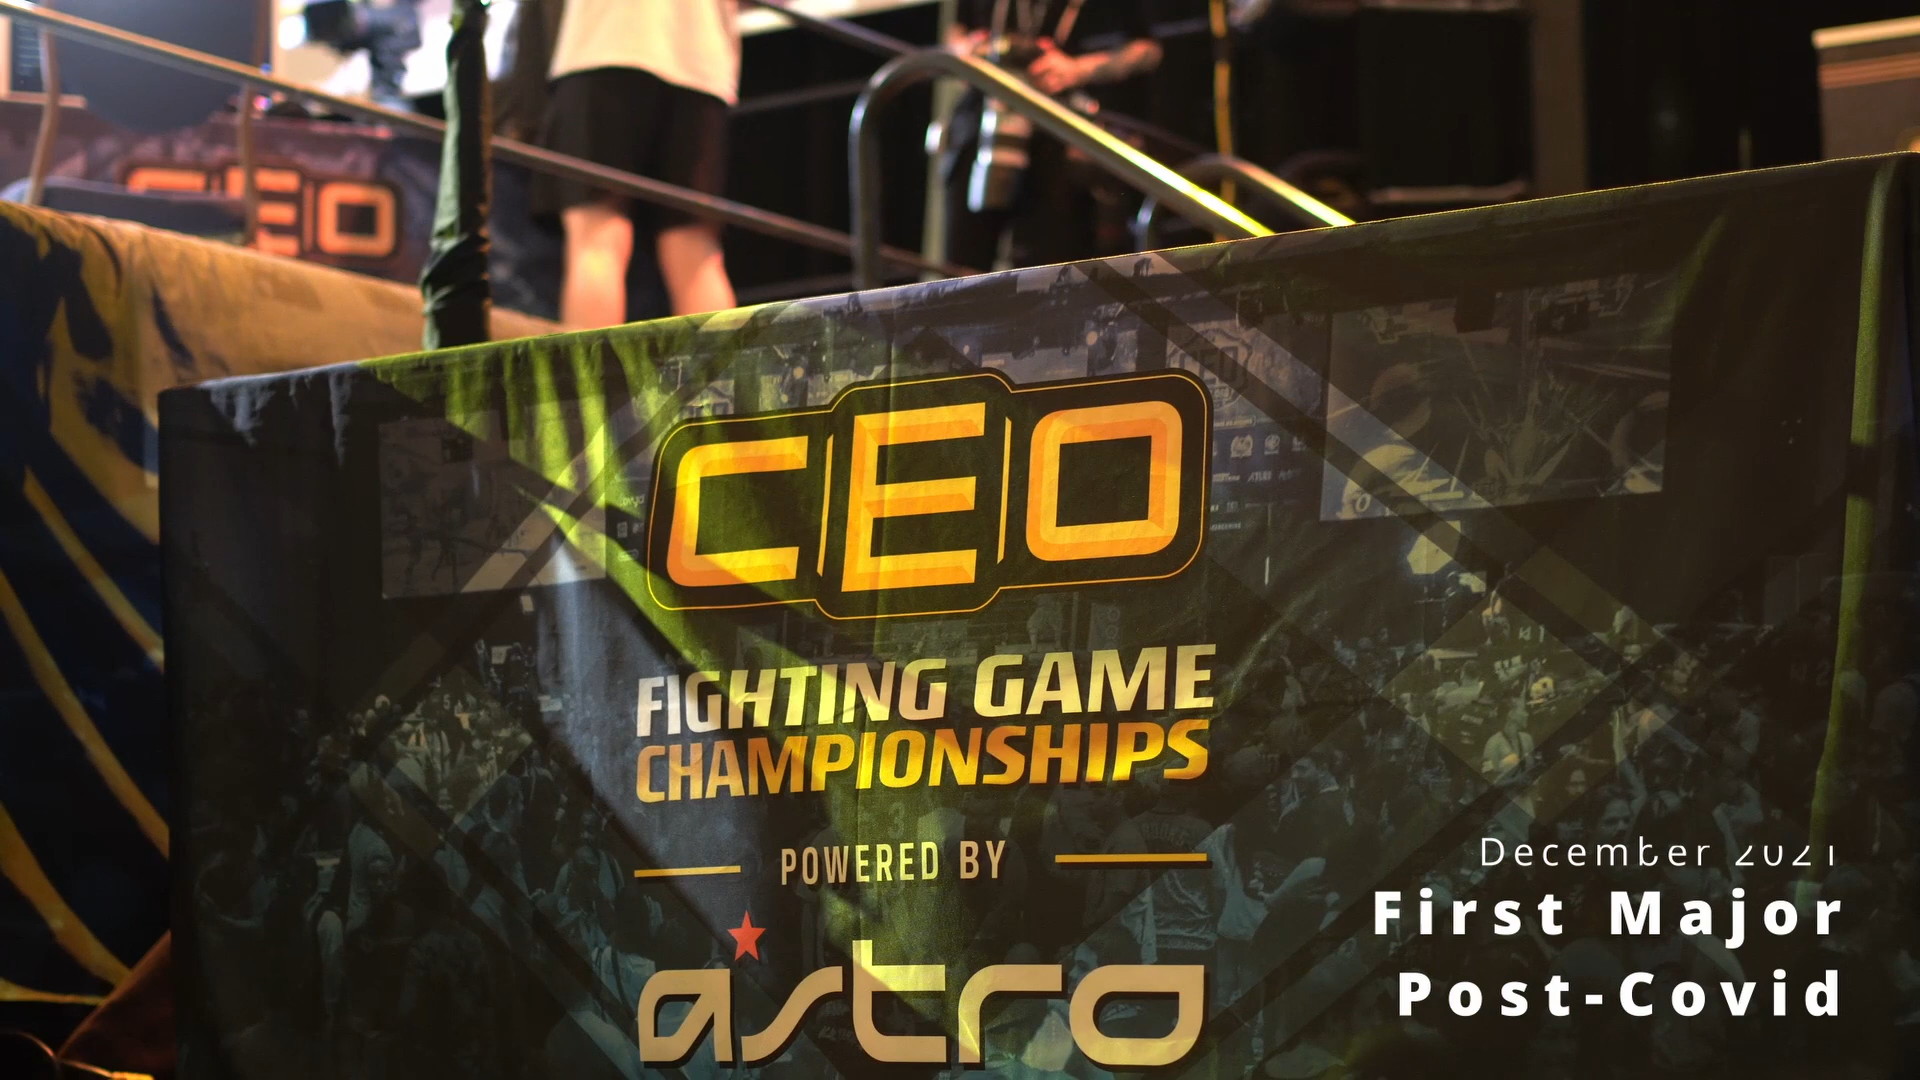 CEO
CEO
FIGHTING GAME
CHAMPIONSHIPS
POWERED BY
astro
December 2021
First Major
Post-Covid